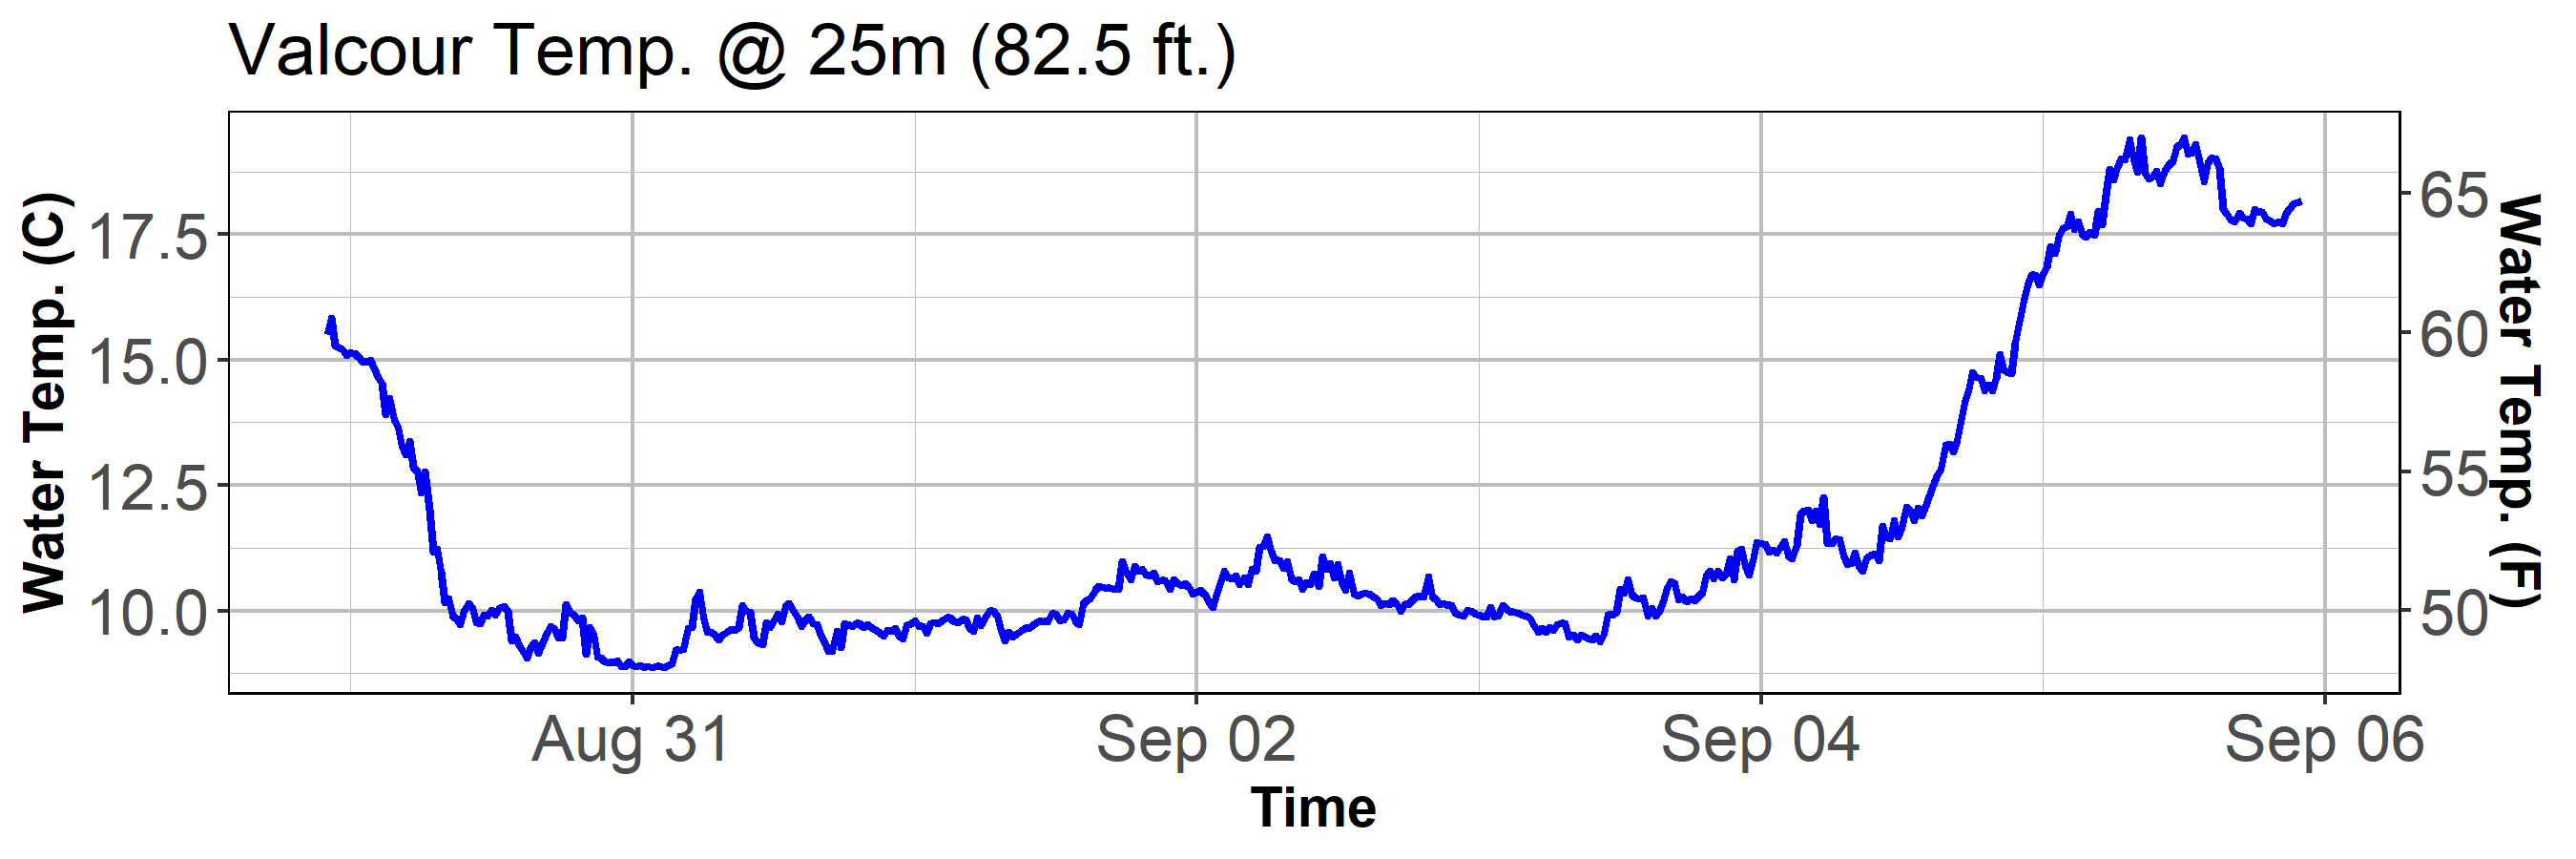 Valcour Temp. @ 25m (82.5 ft.)
Water Temp. (C)
17.5
15.0
12.5
10.0
65
60
55
50
Water Temp. (F)
Aug 31
Sep 02
Sep 04
Sep 06
Time